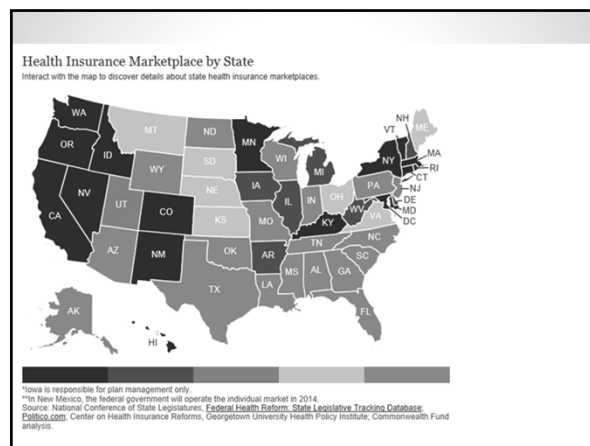 Health Insurance Marketplace by State
Interact with the map to discover details about state health insurance marketplaces.
WA
OR
CA
NV
ID
MT
WY
UT
AZ
CO
NM
ND
SD
NE
KS
OK
TX
MN
IA
MO
AR
LA
WI
IL
MI
IN
OH
KY
TN
MS
AL
GA
FL
SC
NC
VA
WV
PA
NY
VT
NH
ME
MA
RI
CT
NJ
DE
MD
DC
AK
HI
*Iowa is responsible for plan management only.
**In New Mexico, the federal government will operate the individual market in 2014.
Source: National Conference of State Legislatures, Federal Health Reform: State Legislative Tracking Database;
Politico.com; Center on Health Insurance Reforms, Georgetown University Health Policy Institute; Commonwealth Fund
analysis.